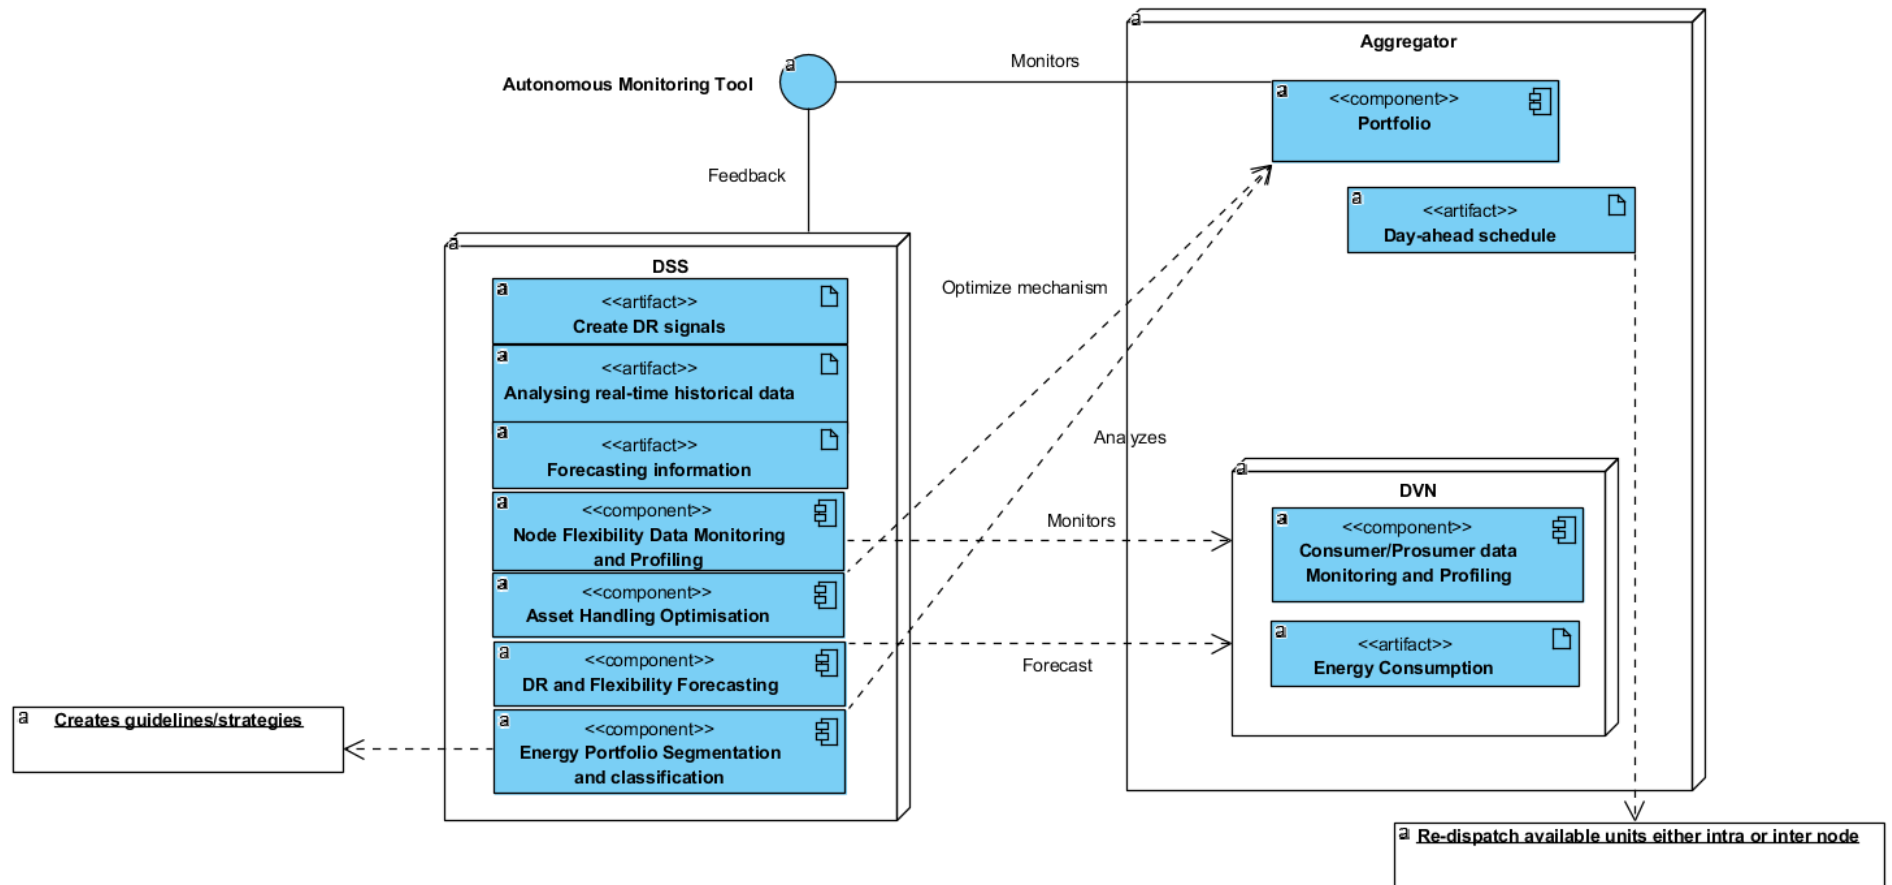 a
Aggregator
Monitors
a
Autonomous Monitoring Tool
a
<<component>>
Portfolio
Feedback
a
<<artifact>>
Day-ahead schedule
a
DSS
a
<<artifact>>
Create DR signals
Optimize mechanism
a
<<artifact>>
Analysing real-time historical data
a
<<artifact>>
Forecasting information
Analyzes
a
DVN
a
<<component>>
Node Flexibility Data Monitoring
and Profiling
Monitors
a
<<component>>
Consumer/Prosumer data
Monitoring and Profiling
a
<<component>>
Asset Handling Optimisation
a
<<component>>
DR and Flexibility Forecasting
Forecast
a
<<artifact>>
Energy Consumption
a
<<component>>
Energy Portfolio Segmentation
and classification
a
Creates guidelines/strategies
a
Re-dispatch available units either intra or inter node